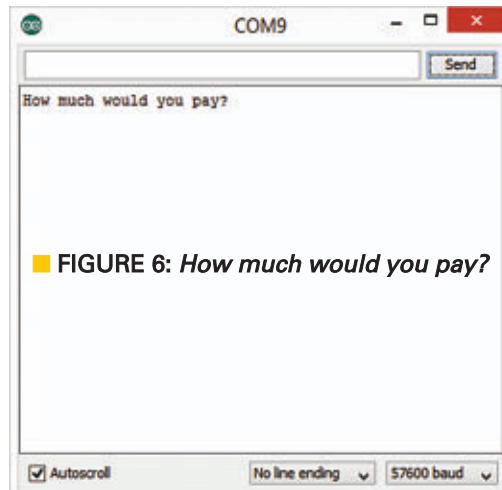 COM9
Send
How much would you pay?
FIGURE 6: How much would you pay?
Autoscroll
No line ending
57600 baud